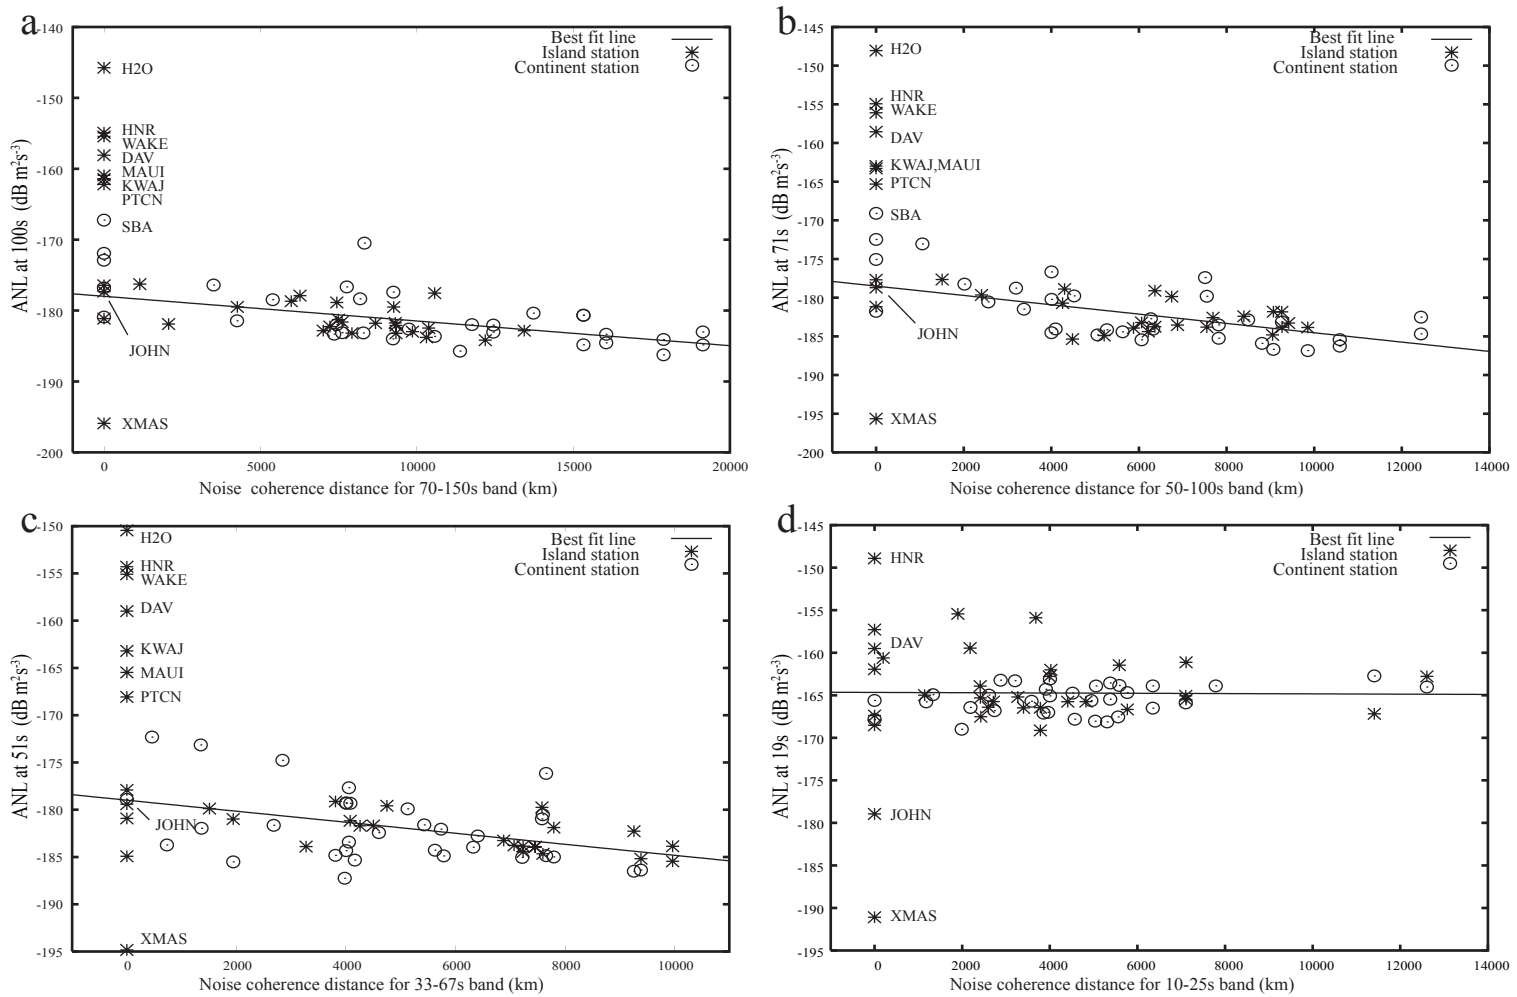 a
-140
-150
-160
-170
-180
-190
-200
ANL at 100s (dB m²s⁻³)
Best fit line
Island station
Continent station
H2O
HNR
WAKE
DAV
MAUI
KWAJ
PTCN
SBA
JOHN
XMAS
0 5000 10000 15000 20000
Noise coherence distance for 70-150s band (km)
b
-145
-150
-155
-160
-165
-170
-175
-180
-185
-190
-195
-200
ANL at 71s (dB m²s⁻³)
Best fit line
Island station
Continent station
H2O
HNR
WAKE
DAV
KWAJ,MAUI
PTCN
SBA
JOHN
XMAS
0 2000 4000 6000 8000 10000 12000 14000
Noise coherence distance for 50-100s band (km)
c
-150
-155
-160
-165
-170
-175
-180
-185
-190
-195
ANL at 51s (dB m²s⁻³)
Best fit line
Island station
Continent station
H2O
HNR
WAKE
DAV
KWAJ
MAUI
PTCN
JOHN
XMAS
0 2000 4000 6000 8000 10000
Noise coherence distance for 33-67s band (km)
d
-145
-150
-155
-160
-165
-170
-175
-180
-185
-190
-195
ANL at 19s (dB m²s⁻³)
Best fit line
Island station
Continent station
HNR
DAV
JOHN
XMAS
0 2000 4000 6000 8000 10000 12000 14000
Noise coherence distance for 10-25s band (km)